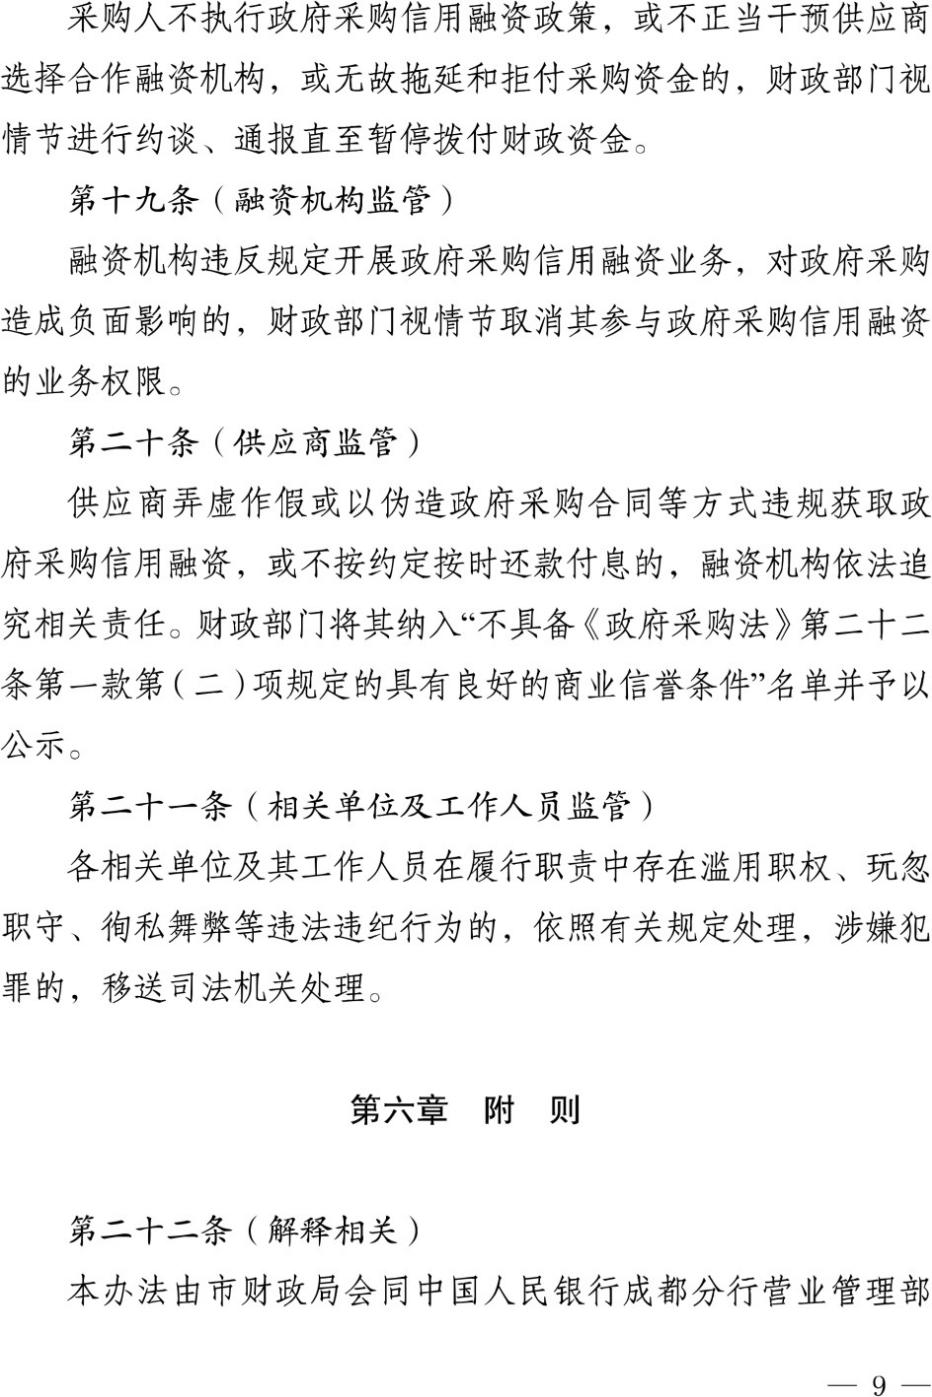 采购人不执行政府采购信用融资政策，或不正当干预供应商
选择合作融资机构，或无故拖延和拒付采购资金的，财政部门视
情节进行约谈、通报直至暂停拨付财政资金。
第十九条（融资机构监管）
融资机构违反规定开展政府采购信用融资业务，对政府采购
造成负面影响的，财政部门视情节取消其参与政府采购信用融资
的业务权限。
第二十条（供应商监管）
供应商弄虚作假或以伪造政府采购合同等方式违规获取政
府采购信用融资，或不按约定按时还款付息的，融资机构依法追
究相关责任。财政部门将其纳入“不具备《政府采购法》第二十二
条第一款第（二）项规定的具有良好的商业信誉条件”名单并予以
公示。
第二十一条（相关单位及工作人员监管）
各相关单位及其工作人员在履行职责中存在滥用职权、玩忽
职守、徇私舞弊等违法违纪行为的，依照有关规定处理，涉嫌犯
罪的，移送司法机关处理。
第六章　附　则
第二十二条（解释相关）
本办法由市财政局会同中国人民银行成都分行营业管理部
— 9 —